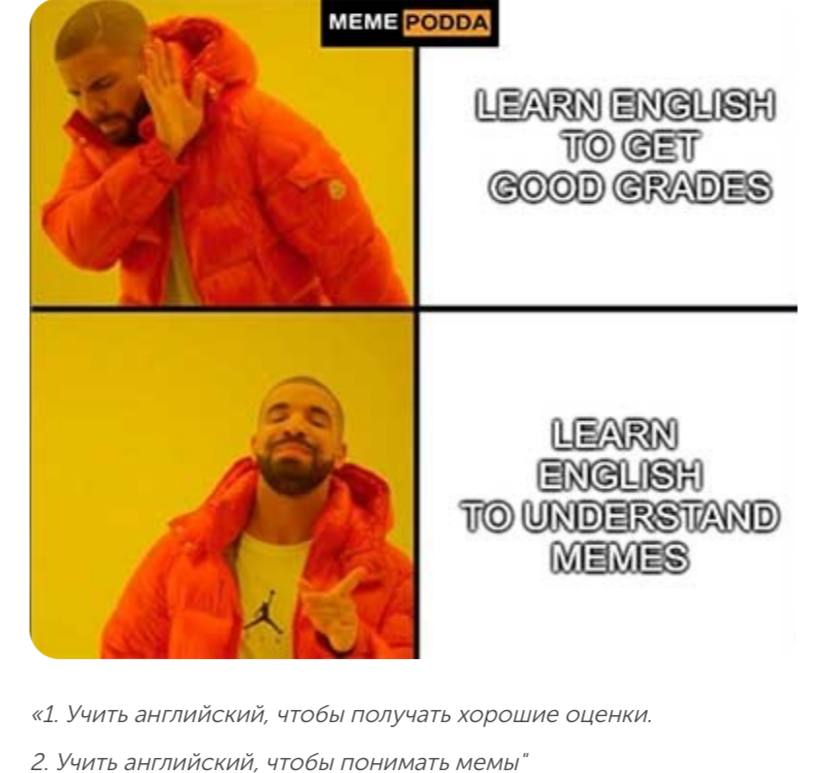 MEME PODDA
LEARN ENGLISH
TO GET
GOOD GRADES
LEARN
ENGLISH
TO UNDERSTAND
MEMES
«1. Учить английский, чтобы получать хорошие оценки.
2. Учить английский, чтобы понимать мемы"